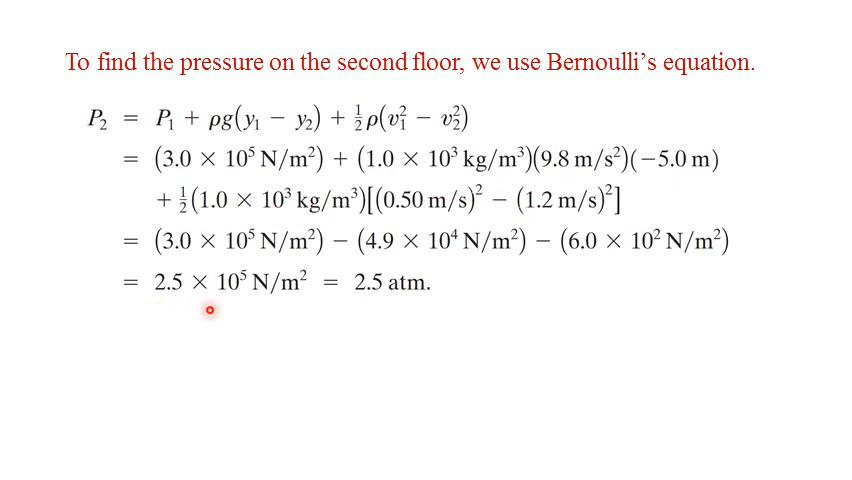 To find the pressure on the second floor, we use Bernoulli's equation.
P₂ = P₁ + ρg(y₁ − y₂) + ½ρ(v₁² − v₂²)
= (3.0 × 10⁵ N/m²) + (1.0 × 10³ kg/m³)(9.8 m/s²)(−5.0 m)
+ ½(1.0 × 10³ kg/m³)[(0.50 m/s)² − (1.2 m/s)²]
= (3.0 × 10⁵ N/m²) − (4.9 × 10⁴ N/m²) − (6.0 × 10² N/m²)
= 2.5 × 10⁵ N/m² = 2.5 atm.